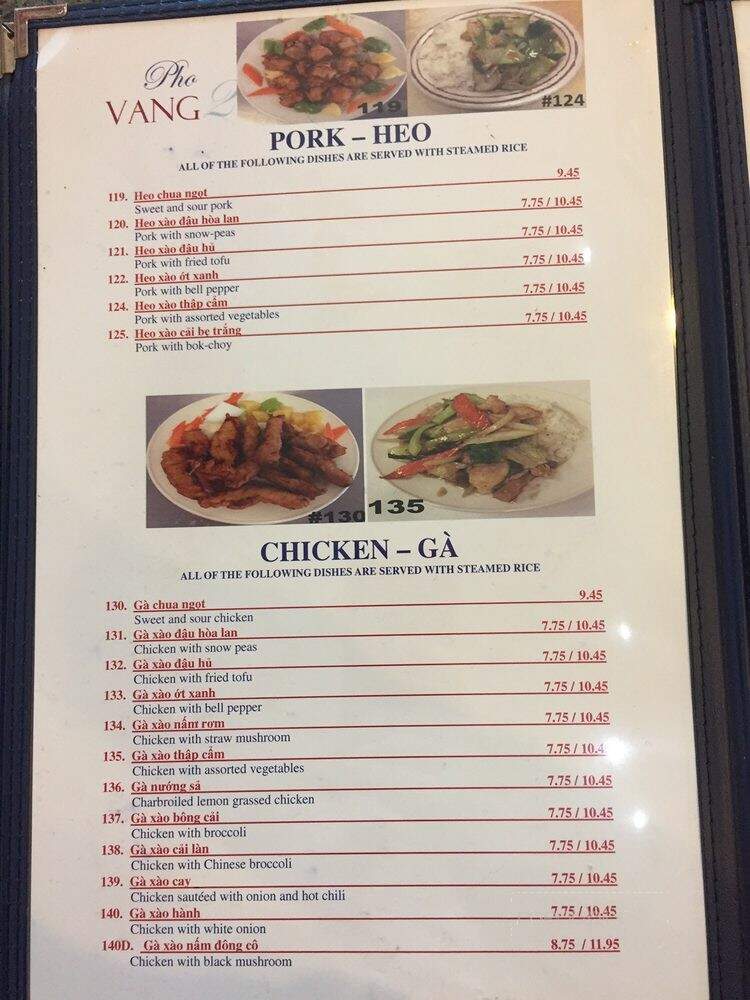 Pho
VANG 2
119
#124
PORK – HEO
ALL OF THE FOLLOWING DISHES ARE SERVED WITH STEAMED RICE
119. Heo chua ngọt 9.45
Sweet and sour pork
120. Heo xào đậu hòa lan 7.75 / 10.45
Pork with snow-peas
121. Heo xào đậu hủ 7.75 / 10.45
Pork with fried tofu
122. Heo xào ớt xanh 7.75 / 10.45
Pork with bell pepper
124. Heo xào thập cẩm 7.75 / 10.45
Pork with assorted vegetables
125. Heo xào cải bẹ trắng 7.75 / 10.45
Pork with bok-choy
#130
135
CHICKEN – GÀ
ALL OF THE FOLLOWING DISHES ARE SERVED WITH STEAMED RICE
130. Gà chua ngọt 9.45
Sweet and sour chicken
131. Gà xào đậu hòa lan 7.75 / 10.45
Chicken with snow peas
132. Gà xào đậu hủ 7.75 / 10.45
Chicken with fried tofu
133. Gà xào ớt xanh 7.75 / 10.45
Chicken with bell pepper
134. Gà xào nấm rơm 7.75 / 10.45
Chicken with straw mushroom
135. Gà xào thập cẩm 7.75 / 10.4
Chicken with assorted vegetables
136. Gà nướng sả 7.75 / 10.45
Charbroiled lemon grassed chicken
137. Gà xào bông cải 7.75 / 10.45
Chicken with broccoli
138. Gà xào cải làn 7.75 / 10.45
Chicken with Chinese broccoli
139. Gà xào cay 7.75 / 10.45
Chicken sautéed with onion and hot chili
140. Gà xào hành 7.75 / 10.45
Chicken with white onion
140D. Gà xào nấm đông cô 8.75 / 11.95
Chicken with black mushroom